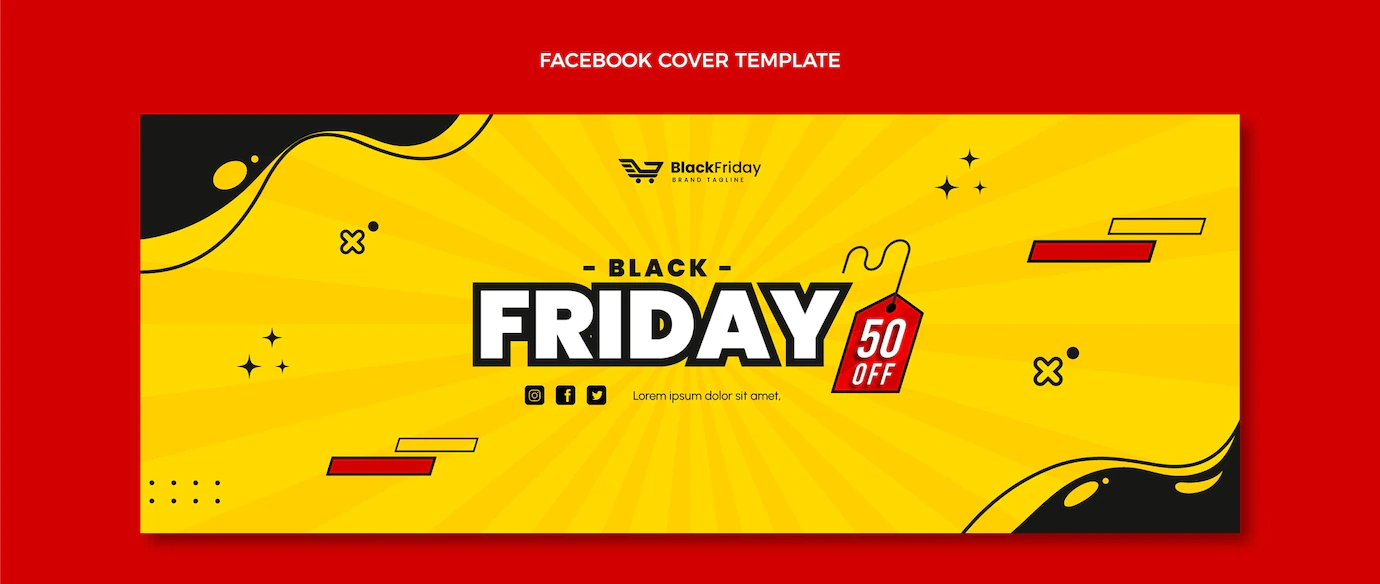 FACEBOOK COVER TEMPLATE
BlackFriday
BRAND TAGLINE
- BLACK -
FRIDAY
50
OFF
Lorem ipsum dolor sit amet,